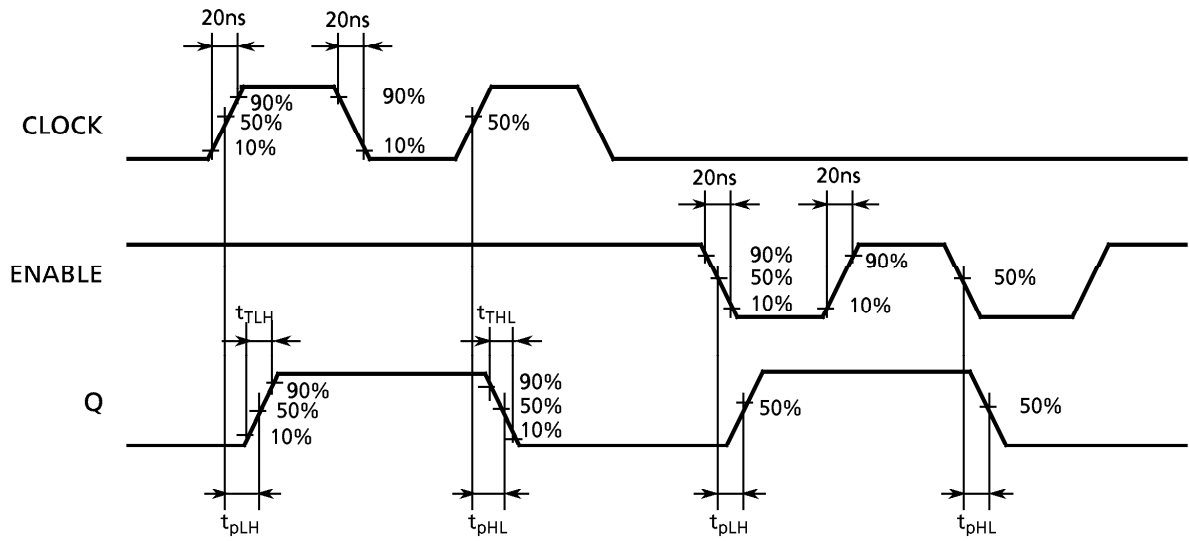 20ns 20ns
90% 90%
CLOCK 50% 50%
10% 10%
20ns 20ns
90% 90%
ENABLE 50% 50%
10% 10%
tTLH tTHL
90% 90%
Q 50% 50% 50% 50%
10% 10%
tpLH tpHL tpLH tpHL